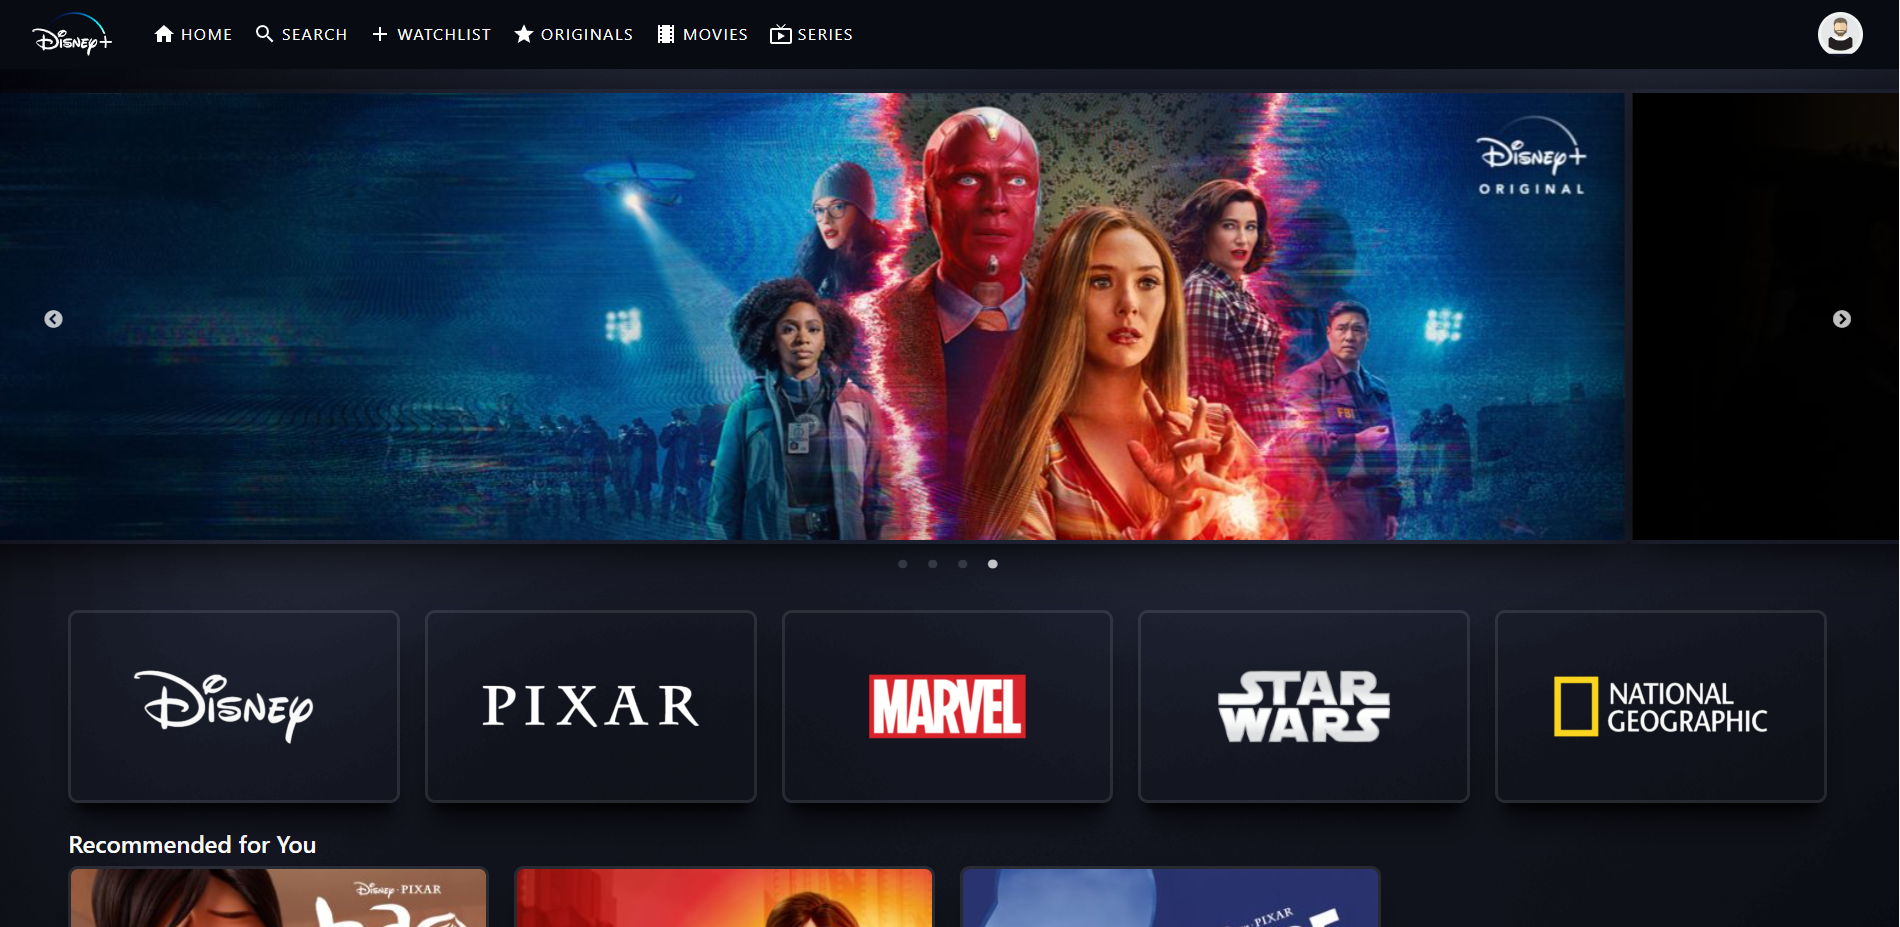 Disney+
HOME
SEARCH
WATCHLIST
ORIGINALS
MOVIES
SERIES
Disney+
ORIGINAL
FBI
Disney
PIXAR
MARVEL
STAR
WARS
NATIONAL
GEOGRAPHIC
Recommended for You
Disney · PIXAR
bao
PIXAR